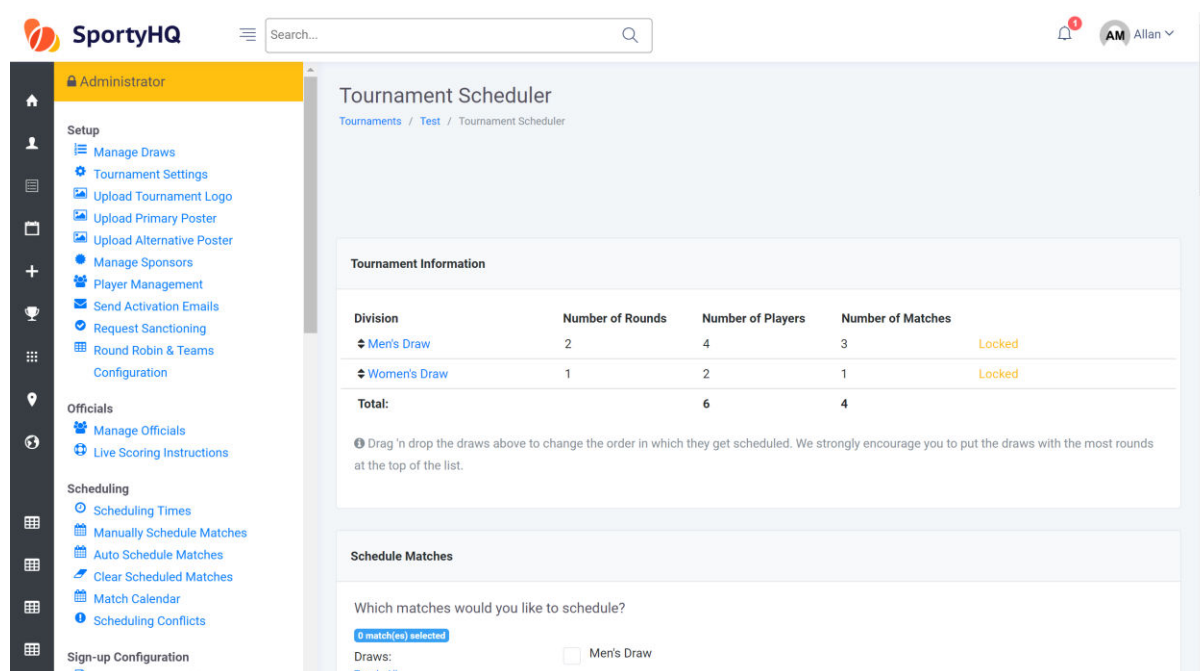 SportyHQ
Search...
1
AM Allan
Administrator
Setup
Manage Draws
Tournament Settings
Upload Tournament Logo
Upload Primary Poster
Upload Alternative Poster
Manage Sponsors
Player Management
Send Activation Emails
Request Sanctioning
Round Robin & Teams
Configuration
Officials
Manage Officials
Live Scoring Instructions
Scheduling
Scheduling Times
Manually Schedule Matches
Auto Schedule Matches
Clear Scheduled Matches
Match Calendar
Scheduling Conflicts
Sign-up Configuration
Tournament Scheduler
Tournaments / Test / Tournament Scheduler
Tournament Information
Division Number of Rounds Number of Players Number of Matches
Men's Draw 2 4 3 Locked
Women's Draw 1 2 1 Locked
Total: 6 4
Drag 'n drop the draws above to change the order in which they get scheduled. We strongly encourage you to put the draws with the most rounds
at the top of the list.
Schedule Matches
Which matches would you like to schedule?
0 match(es) selected
Draws:
Men's Draw